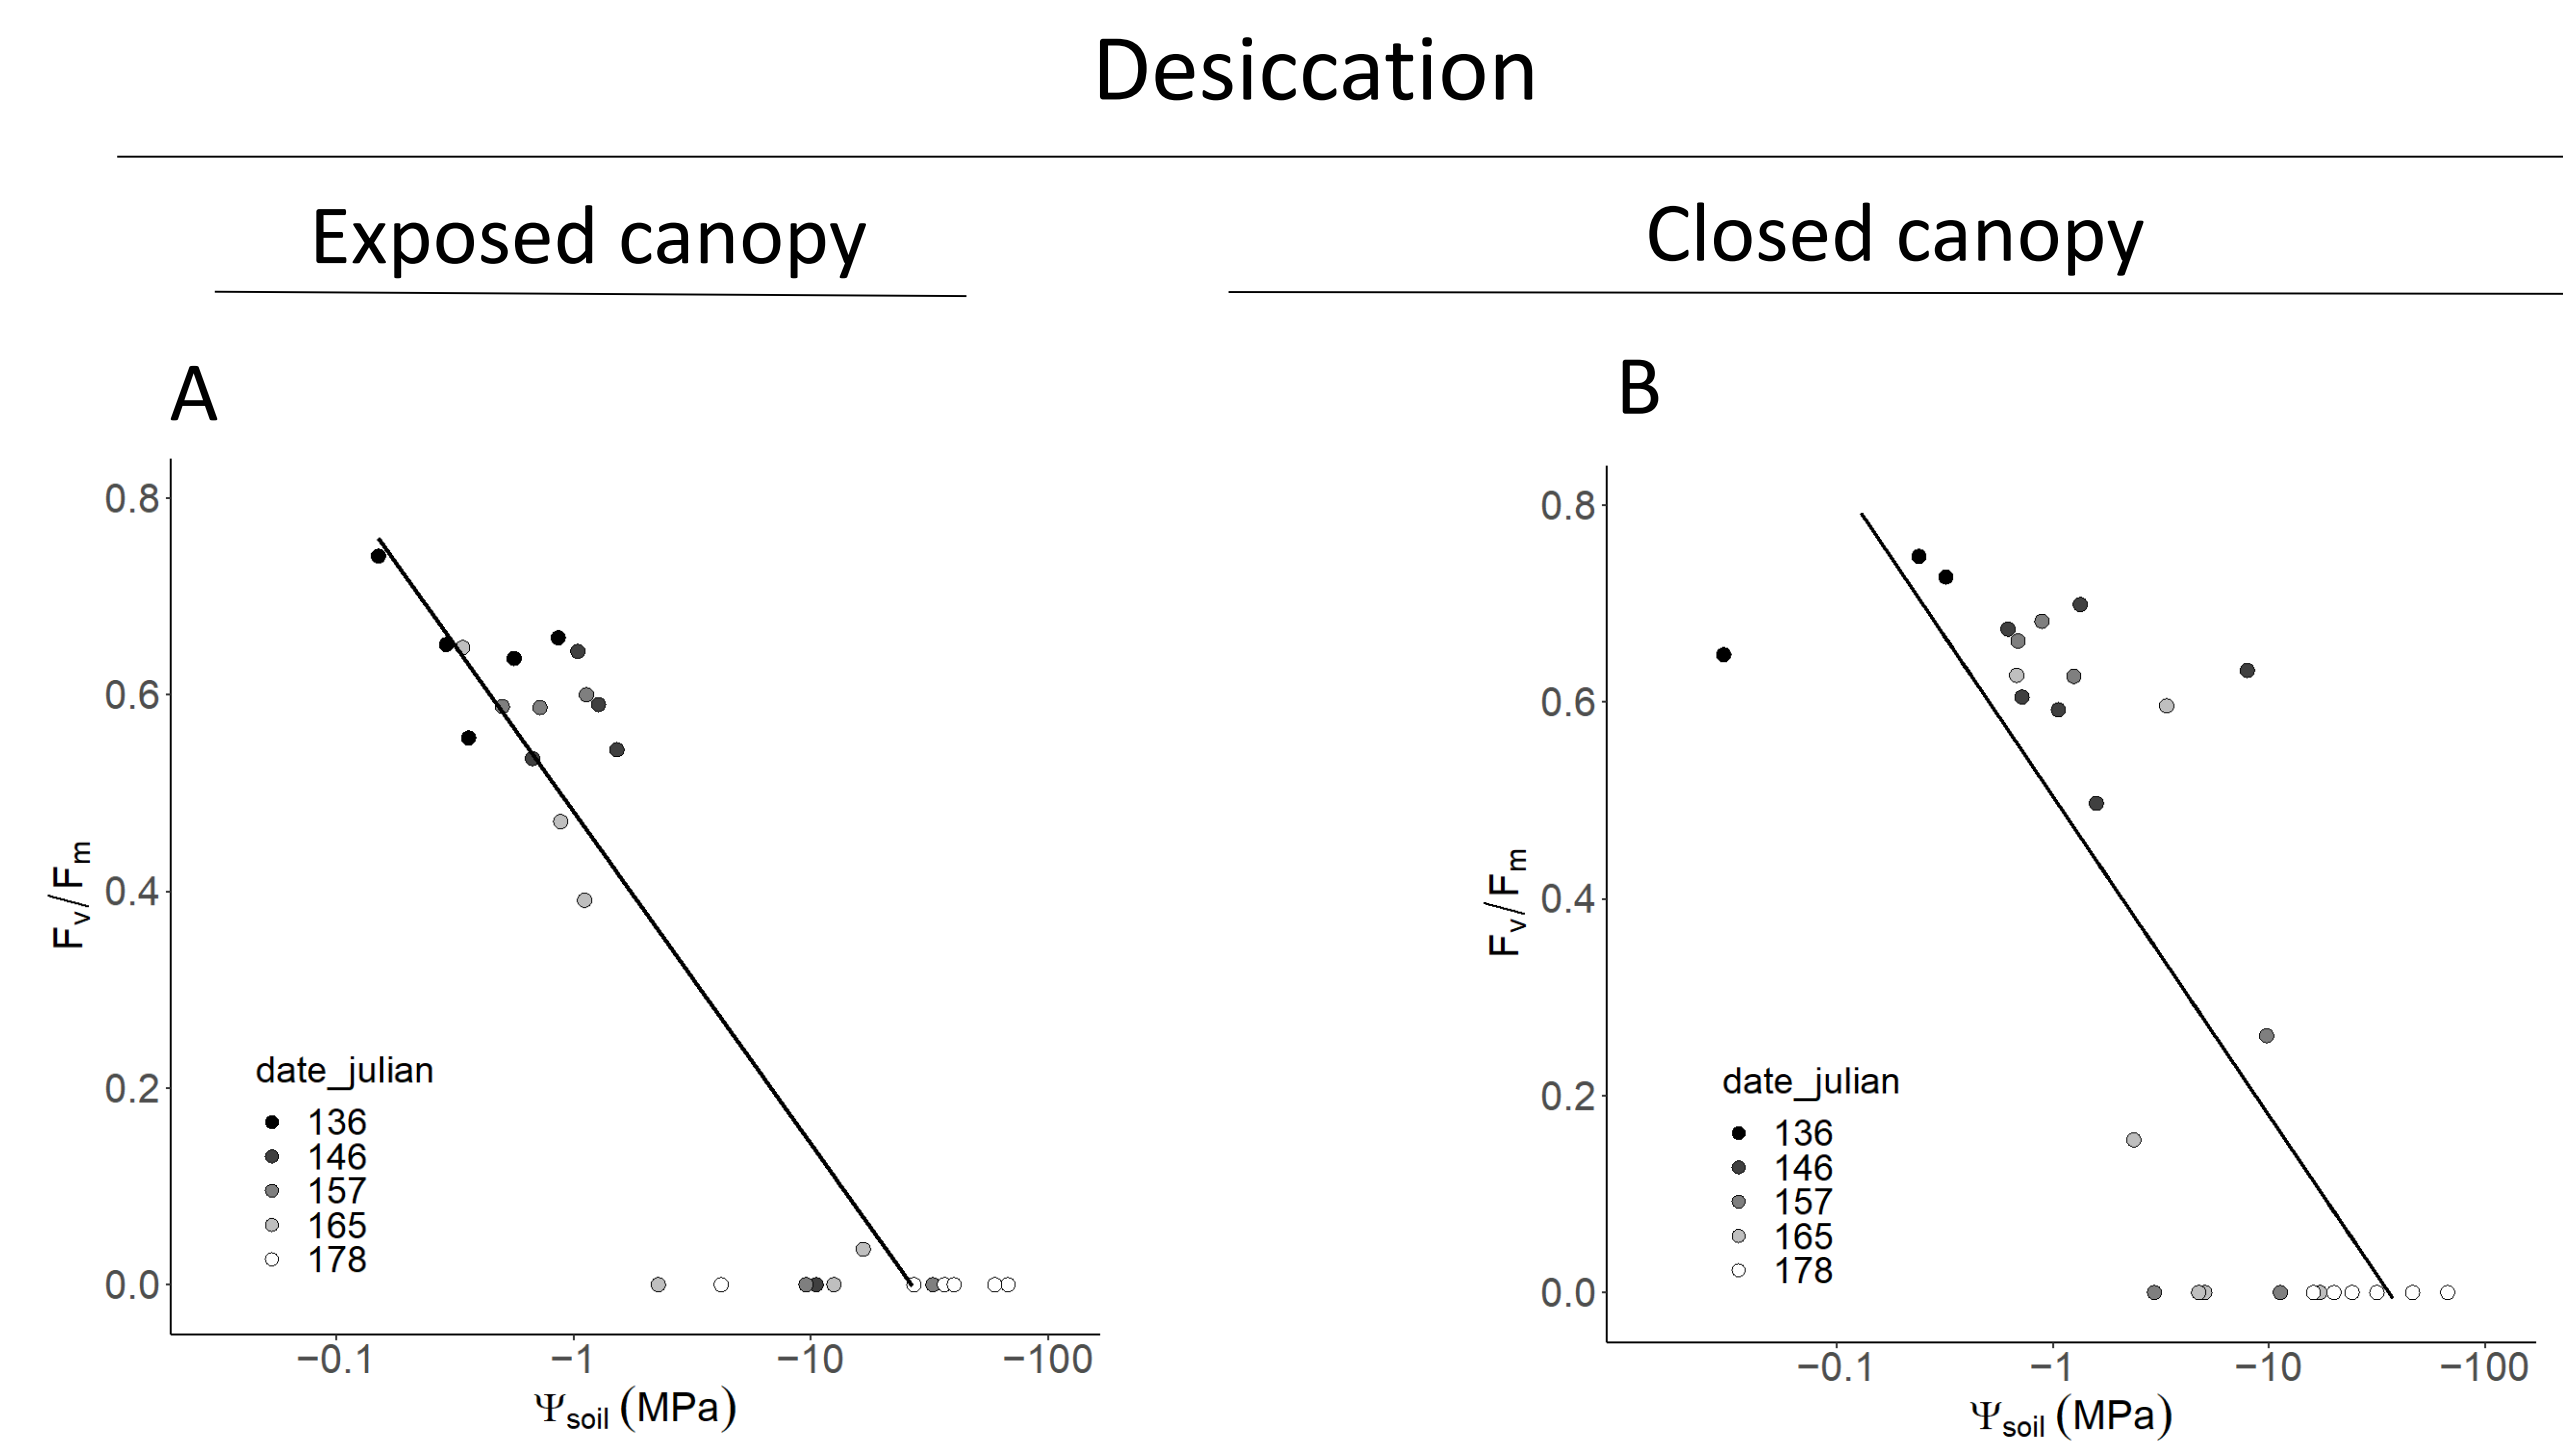 Desiccation
Exposed canopy
Closed canopy
A
B
0.8
0.6
0.4
0.2
0.0
Fv/Fm
date_julian
136
146
157
165
178
−0.1 −1 −10 −100
Ψsoil (MPa)
0.8
0.6
0.4
0.2
0.0
Fv/Fm
date_julian
136
146
157
165
178
−0.1 −1 −10 −100
Ψsoil (MPa)